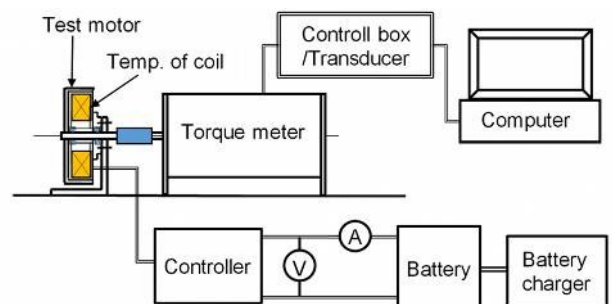 Test motor
Temp. of coil
Controll box
/Transducer
Torque meter
Computer
Controller
A
V
Battery
Battery
charger